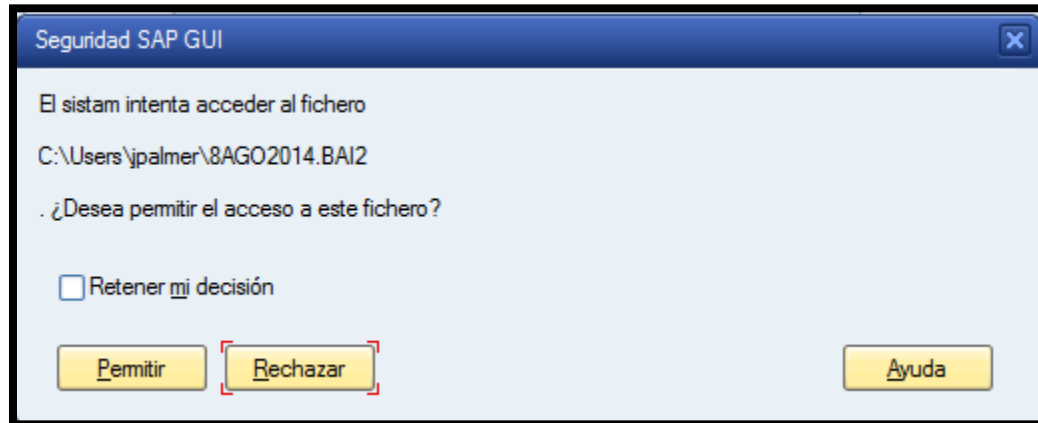 Seguridad SAP GUI
El sistam intenta acceder al fichero
C:\Users\jpalmer\8AGO2014.BAI2
. ¿Desea permitir el acceso a este fichero?
Retener mi decisión
Permitir Rechazar Ayuda